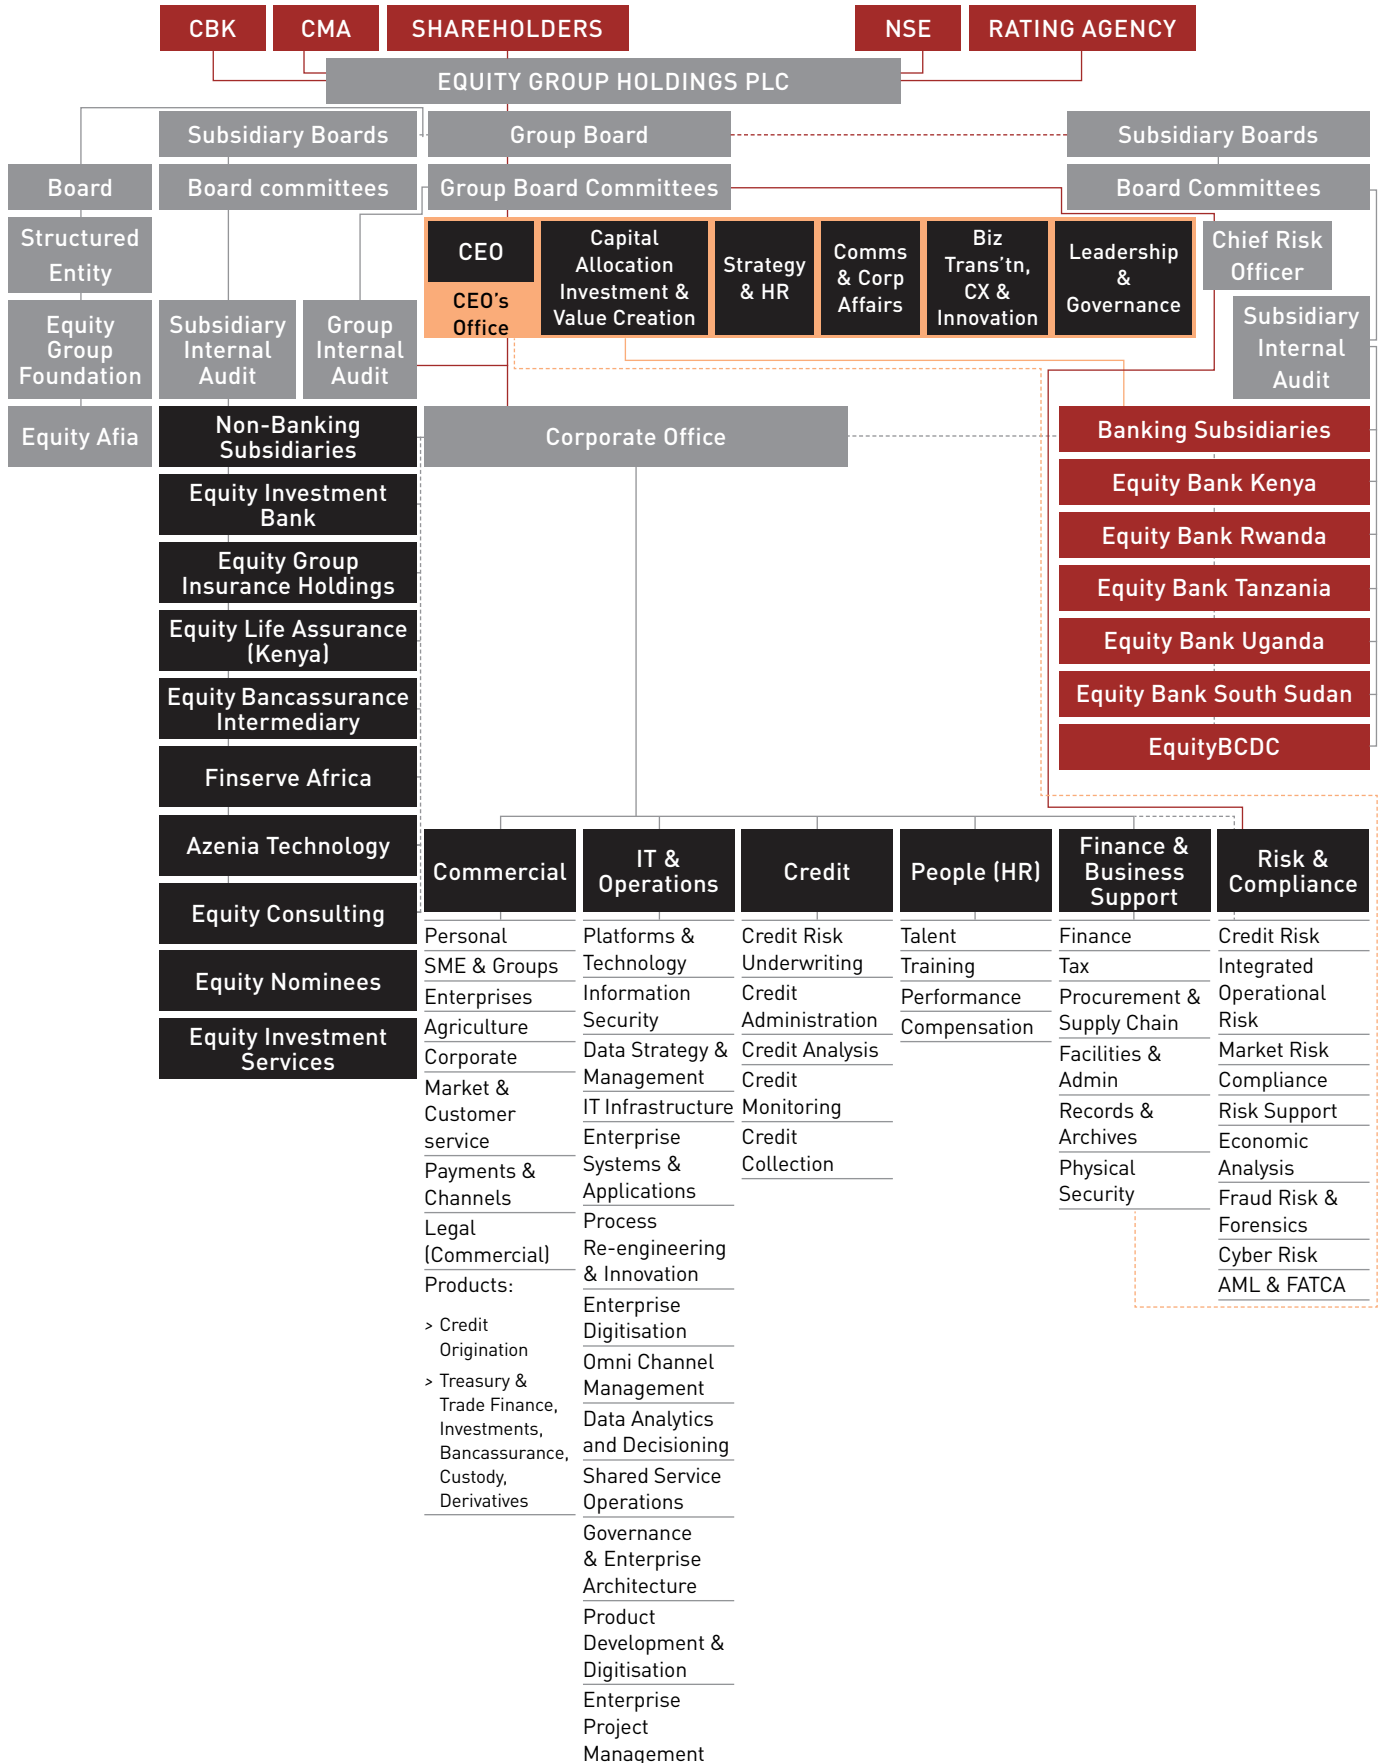 CBK
CMA
SHAREHOLDERS
NSE
RATING AGENCY
EQUITY GROUP HOLDINGS PLC
Subsidiary Boards
Group Board
Subsidiary Boards
Board
Board committees
Group Board Committees
Board Committees
Structured
Entity
CEO
CEO's
Office
Capital
Allocation
Investment &
Value Creation
Strategy
& HR
Comms
& Corp
Affairs
Biz
Trans'tn,
CX &
Innovation
Leadership
&
Governance
Chief Risk
Officer
Equity
Group
Foundation
Subsidiary
Internal
Audit
Group
Internal
Audit
Subsidiary
Internal
Audit
Equity Afia
Non-Banking
Subsidiaries
Corporate Office
Banking Subsidiaries
Equity Investment
Bank
Equity Group
Insurance Holdings
Equity Life Assurance
(Kenya)
Equity Bancassurance
Intermediary
Finserve Africa
Azenia Technology
Equity Consulting
Equity Nominees
Equity Investment
Services
Equity Bank Kenya
Equity Bank Rwanda
Equity Bank Tanzania
Equity Bank Uganda
Equity Bank South Sudan
EquityBCDC
Commercial
Personal
SME & Groups
Enterprises
Agriculture
Corporate
Market &
Customer
service
Payments &
Channels
Legal
(Commercial)
Products:
> Credit
Origination
> Treasury &
Trade Finance,
Investments,
Bancassurance,
Custody,
Derivatives
IT &
Operations
Platforms &
Technology
Information
Security
Data Strategy &
Management
IT Infrastructure
Enterprise
Systems &
Applications
Process
Re-engineering
& Innovation
Enterprise
Digitisation
Omni Channel
Management
Data Analytics
and Decisioning
Shared Service
Operations
Governance
& Enterprise
Architecture
Product
Development &
Digitisation
Enterprise
Project
Management
Credit
Credit Risk
Underwriting
Credit
Administration
Credit Analysis
Credit
Monitoring
Credit
Collection
People (HR)
Talent
Training
Performance
Compensation
Finance &
Business
Support
Finance
Tax
Procurement &
Supply Chain
Facilities &
Admin
Records &
Archives
Physical
Security
Risk &
Compliance
Credit Risk
Integrated
Operational
Risk
Market Risk
Compliance
Risk Support
Economic
Analysis
Fraud Risk &
Forensics
Cyber Risk
AML & FATCA